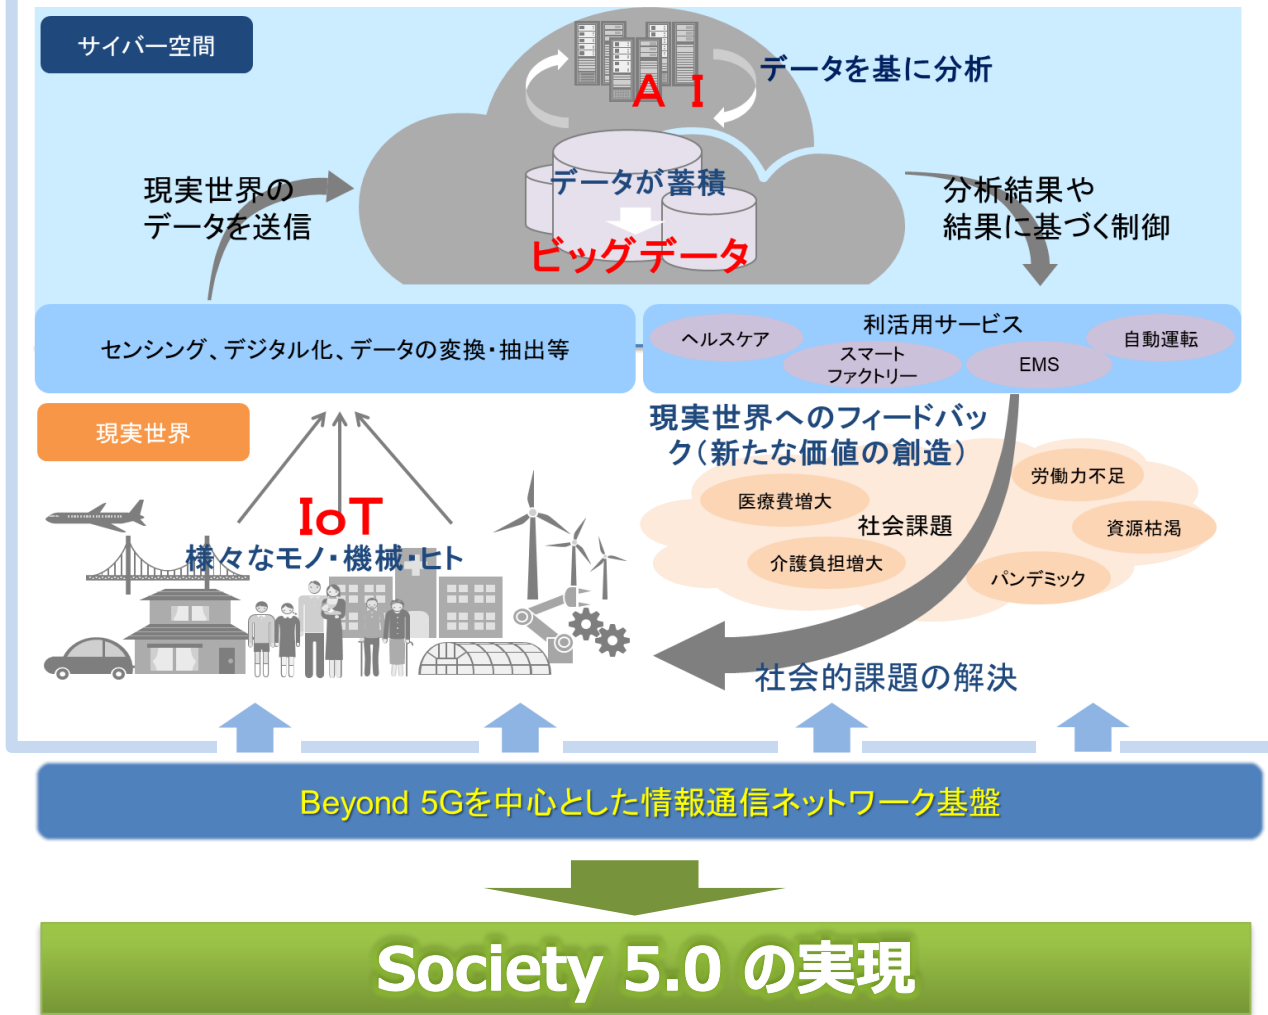 サイバー空間
ＡＩ
データを基に分析
データが蓄積
ビッグデータ
現実世界の
データを送信
分析結果や
結果に基づく制御
センシング、デジタル化、データの変換・抽出等
利活用サービス
ヘルスケア
スマート
ファクトリー
EMS
自動運転
現実世界
IoT
様々なモノ・機械・ヒト
現実世界へのフィードバッ
ク（新たな価値の創造）
医療費増大
社会課題
介護負担増大
労働力不足
資源枯渇
パンデミック
社会的課題の解決
Beyond 5Gを中心とした情報通信ネットワーク基盤
Society 5.0 の実現